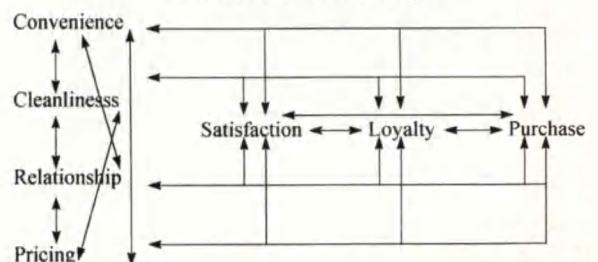 Convenience
Cleanlinesss
Satisfaction Loyalty Purchase
Relationship
Pricing